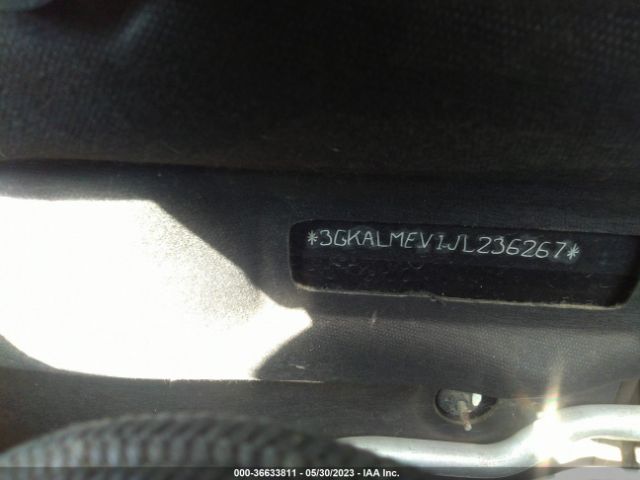 *3GKALMEV1JL236267*
000-36633811 - 05/30/2023 - IAA Inc.